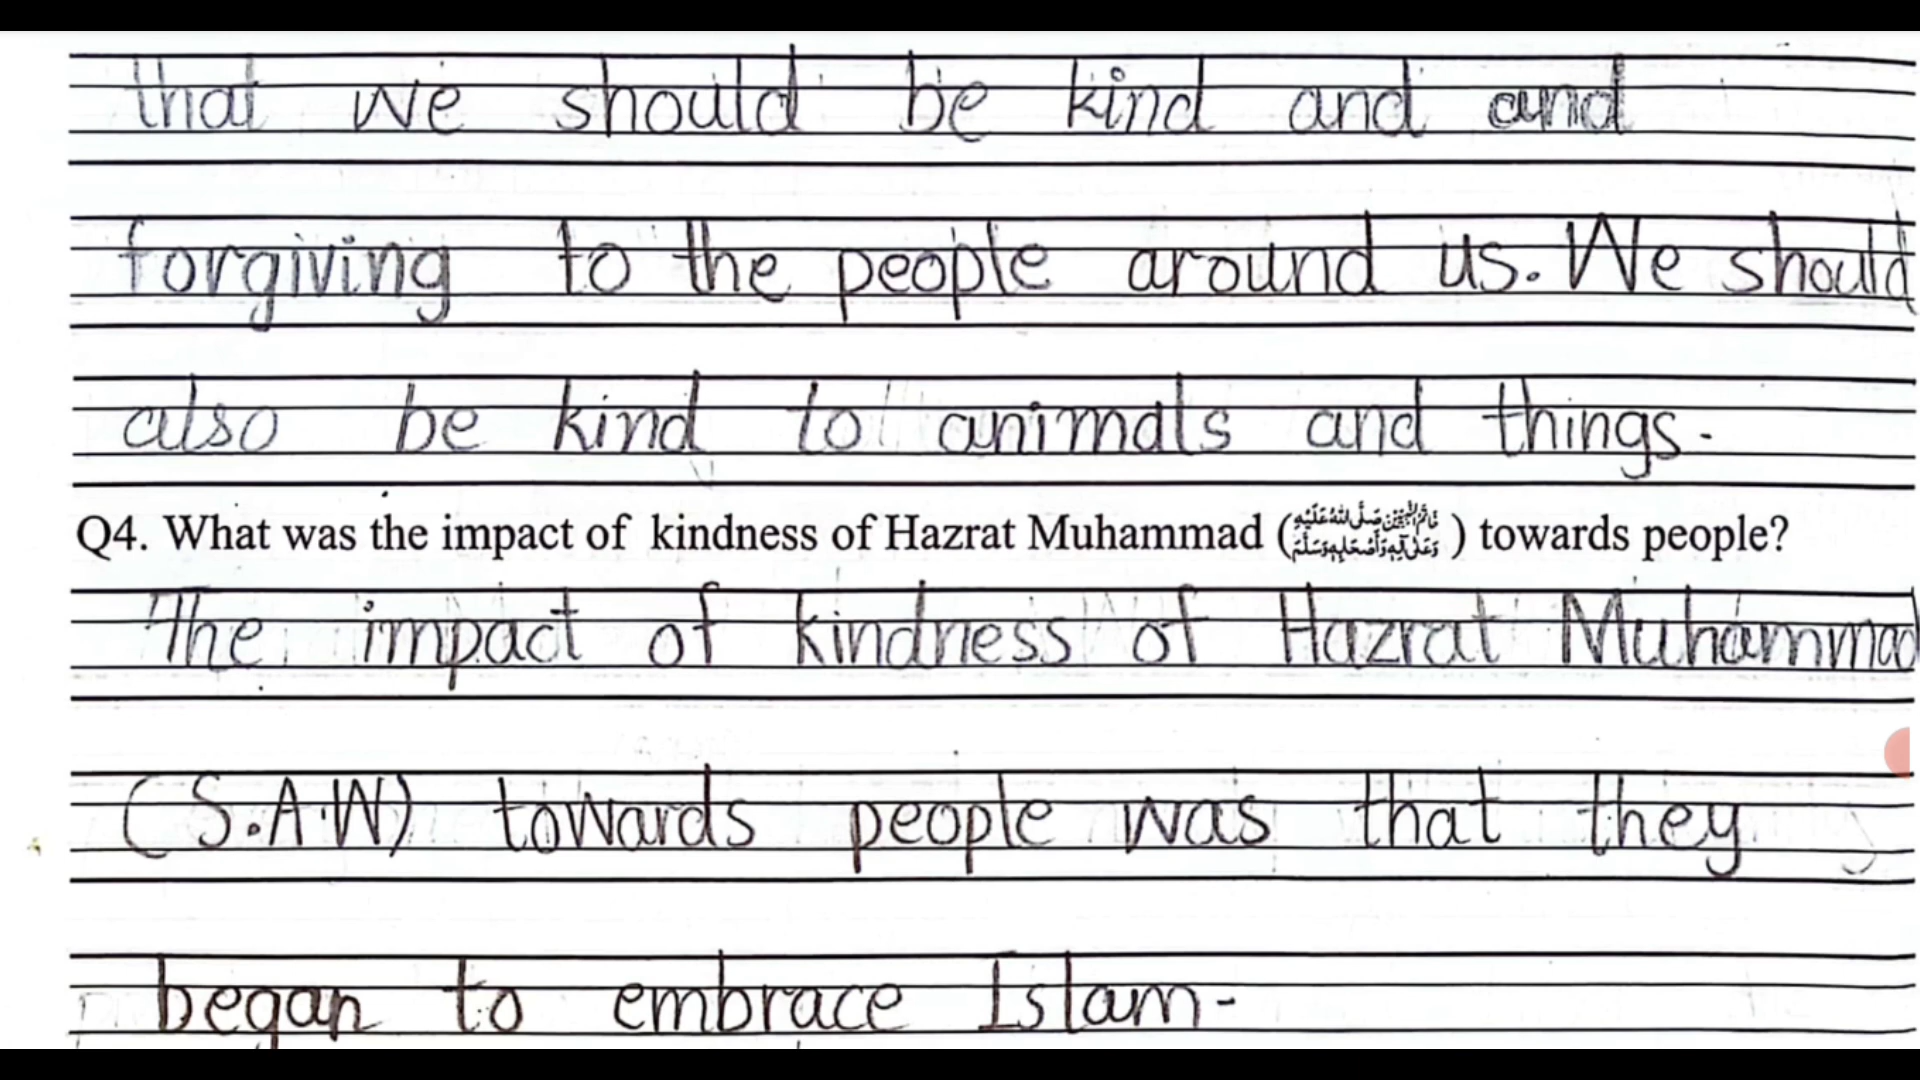 that we should be kind and and
forgiving to the people around us. We should
also be kind to animals and things.
Q4. What was the impact of kindness of Hazrat Muhammad (خَاتَمُ النَّبِيّٖنَ صَلَّى اللهُ عَلَيْهِ وَعَلٰى آلِهٖ وَأَصْحَابِهٖ وَسَلَّمَ) towards people?
The impact of kindness of Hazrat Muhammad
(S.A.W) towards people was that they
began to embrace Islam.